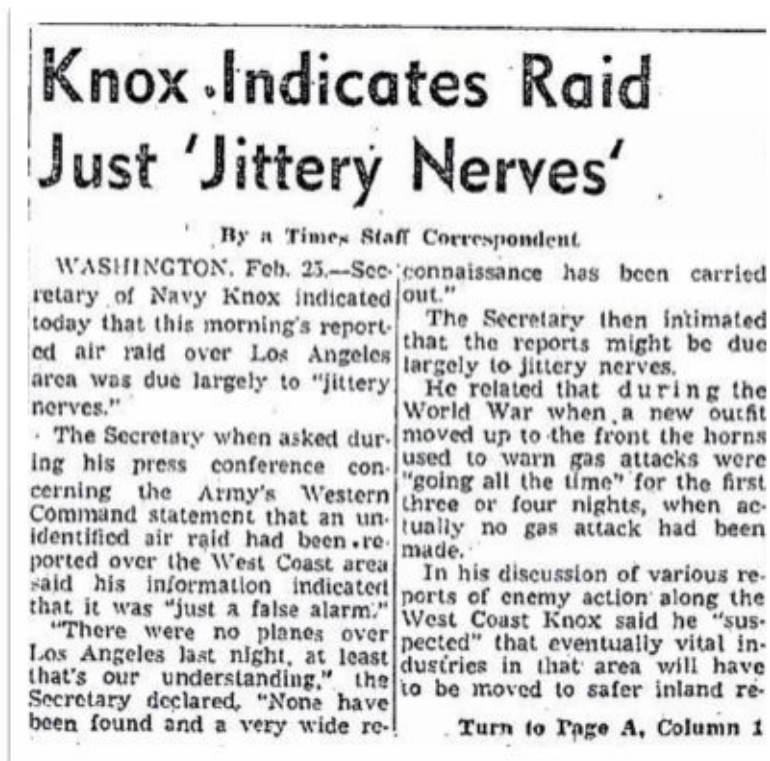 Knox Indicates Raid
Just 'Jittery Nerves'
By a Times Staff Correspondent
WASHINGTON, Feb. 25.—Sec-
retary of Navy Knox indicated
today that this morning's report-
ed air raid over Los Angeles
area was due largely to "jittery
nerves."
The Secretary when asked dur-
ing his press conference con-
cerning the Army's Western
Command statement that an un-
identified air raid had been re-
ported over the West Coast area
said his information indicated
that it was "just a false alarm."
"There were no planes over
Los Angeles last night, at least
that's our understanding," the
Secretary declared, "None have
been found and a very wide re-
connaissance has been carried
out."
The Secretary then intimated
that the reports might be due
largely to jittery nerves.
He related that during the
World War when a new outfit
moved up to the front the horns
used to warn gas attacks were
"going all the time" for the first
three or four nights, when ac-
tually no gas attack had been
made.
In his discussion of various re-
ports of enemy action along the
West Coast Knox said he "sus-
pected" that eventually vital in-
dustries in that area will have
to be moved to safer inland re-
Turn to Page A, Column 1